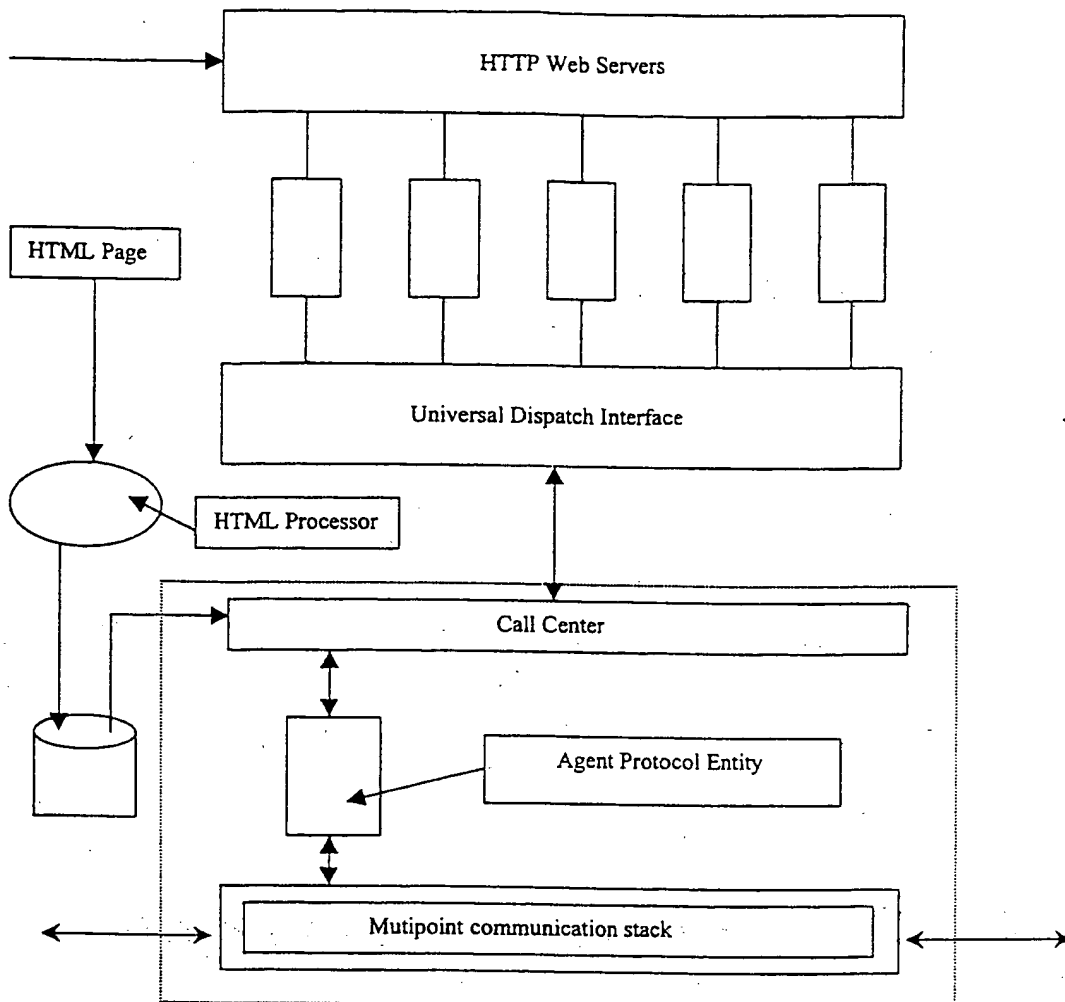 HTTP Web Servers
HTML Page
Universal Dispatch Interface
HTML Processor
Call Center
Agent Protocol Entity
Mutipoint communication stack